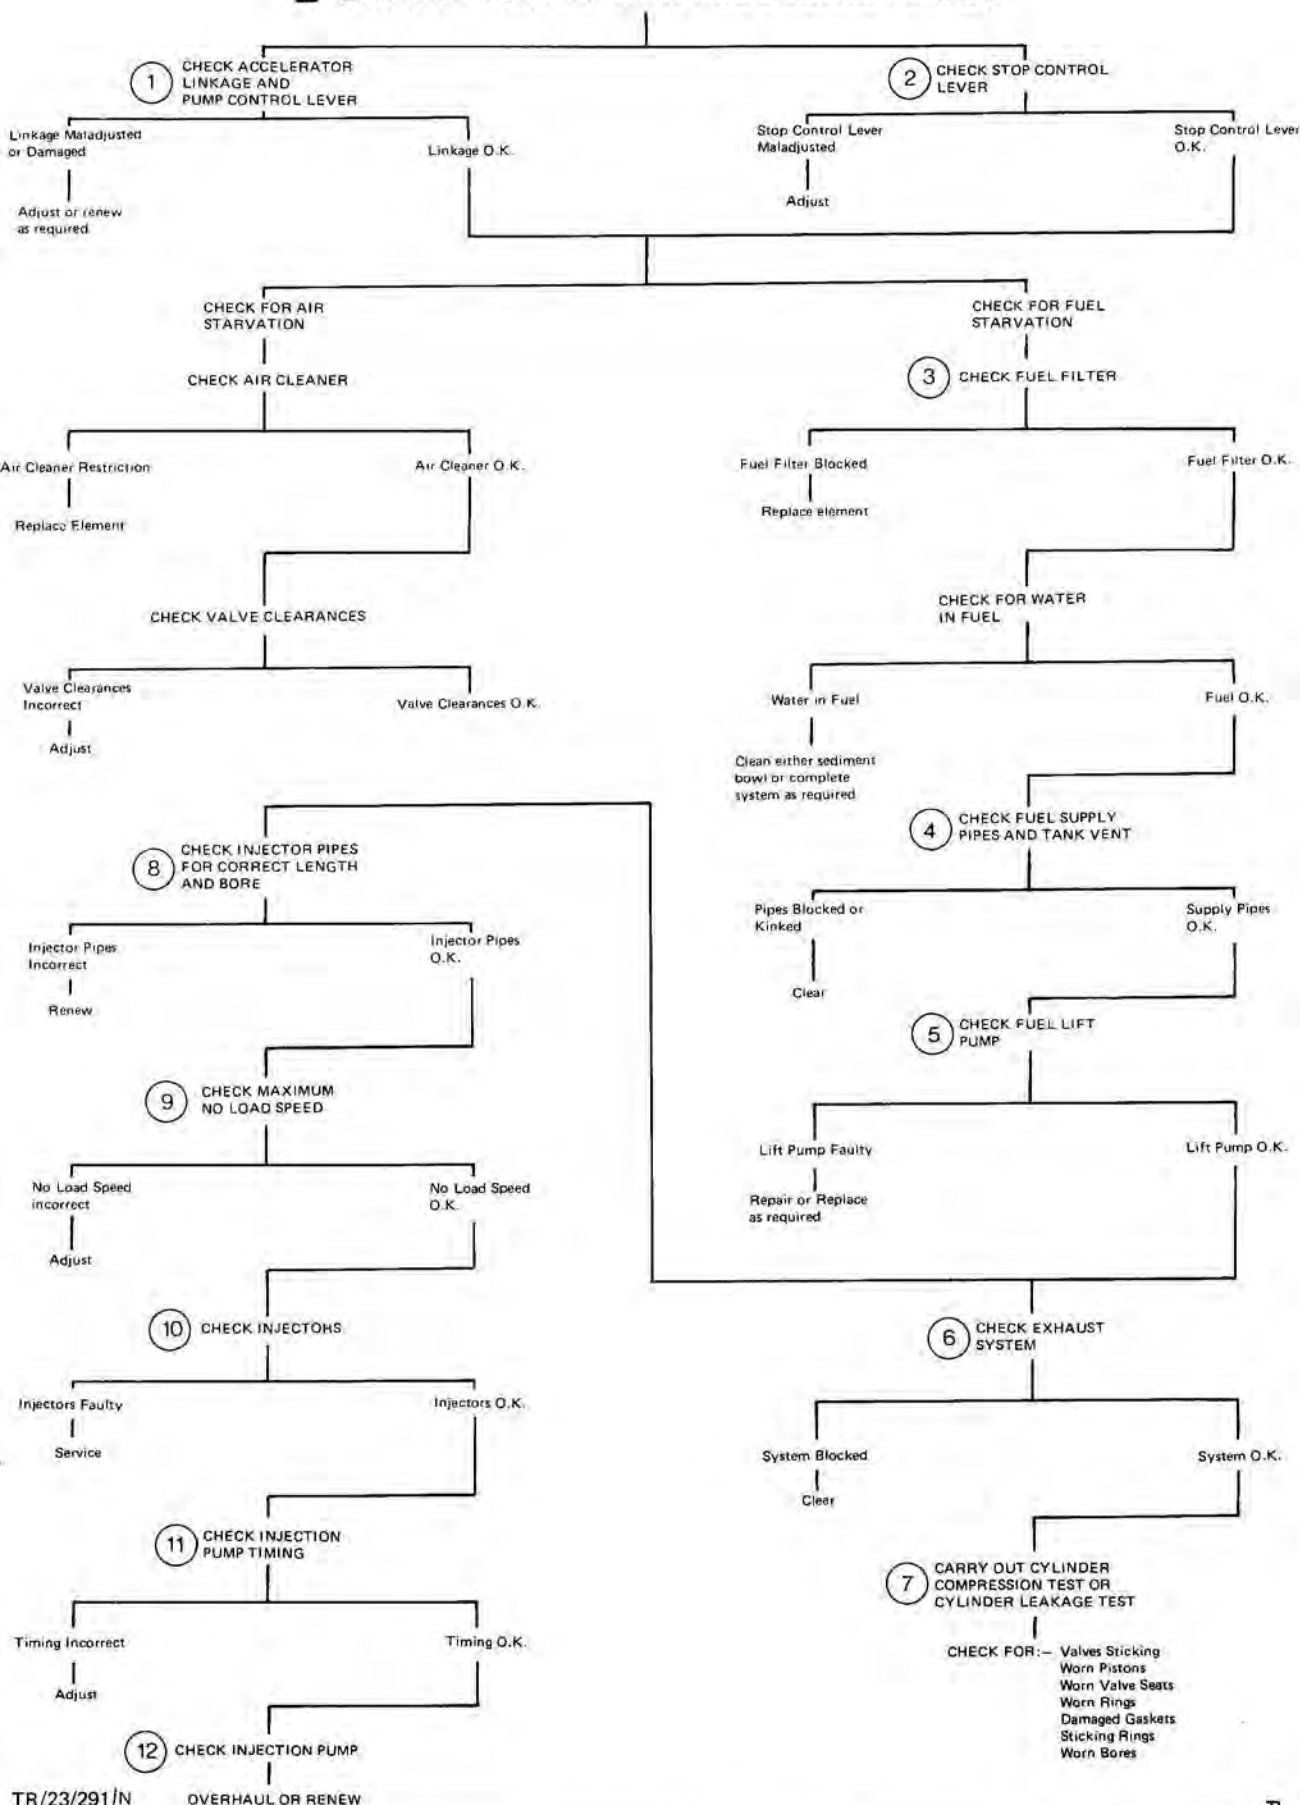 1
CHECK ACCELERATOR
LINKAGE AND
PUMP CONTROL LEVER
2
CHECK STOP CONTROL
LEVER
Linkage Maladjusted
or Damaged
Linkage O.K.
Stop Control Lever
Maladjusted
Stop Control Lever
O.K.
Adjust or renew
as required
Adjust
CHECK FOR AIR
STARVATION
CHECK FOR FUEL
STARVATION
CHECK AIR CLEANER
3
CHECK FUEL FILTER
Air Cleaner Restriction
Air Cleaner O.K.
Fuel Filter Blocked
Fuel Filter O.K.
Replace Element
Replace element
CHECK VALVE CLEARANCES
CHECK FOR WATER
IN FUEL
Valve Clearances
Incorrect
Valve Clearances O.K.
Water in Fuel
Fuel O.K.
Adjust
Clean either sediment
bowl or complete
system as required
8
CHECK INJECTOR PIPES
FOR CORRECT LENGTH
AND BORE
4
CHECK FUEL SUPPLY
PIPES AND TANK VENT
Injector Pipes
Incorrect
Injector Pipes
O.K.
Pipes Blocked or
Kinked
Supply Pipes
O.K.
Renew
Clear
9
CHECK MAXIMUM
NO LOAD SPEED
5
CHECK FUEL LIFT
PUMP
No Load Speed
incorrect
No Load Speed
O.K.
Lift Pump Faulty
Lift Pump O.K.
Adjust
Repair or Replace
as required
10
CHECK INJECTORS
6
CHECK EXHAUST
SYSTEM
Injectors Faulty
Injectors O.K.
System Blocked
System O.K.
Service
Clear
11
CHECK INJECTION
PUMP TIMING
7
CARRY OUT CYLINDER
COMPRESSION TEST OR
CYLINDER LEAKAGE TEST
Timing Incorrect
Timing O.K.
CHECK FOR:– Valves Sticking
Worn Pistons
Worn Valve Seats
Worn Rings
Damaged Gaskets
Sticking Rings
Worn Bores
Adjust
12
CHECK INJECTION PUMP
TR/23/291/N
OVERHAUL OR RENEW